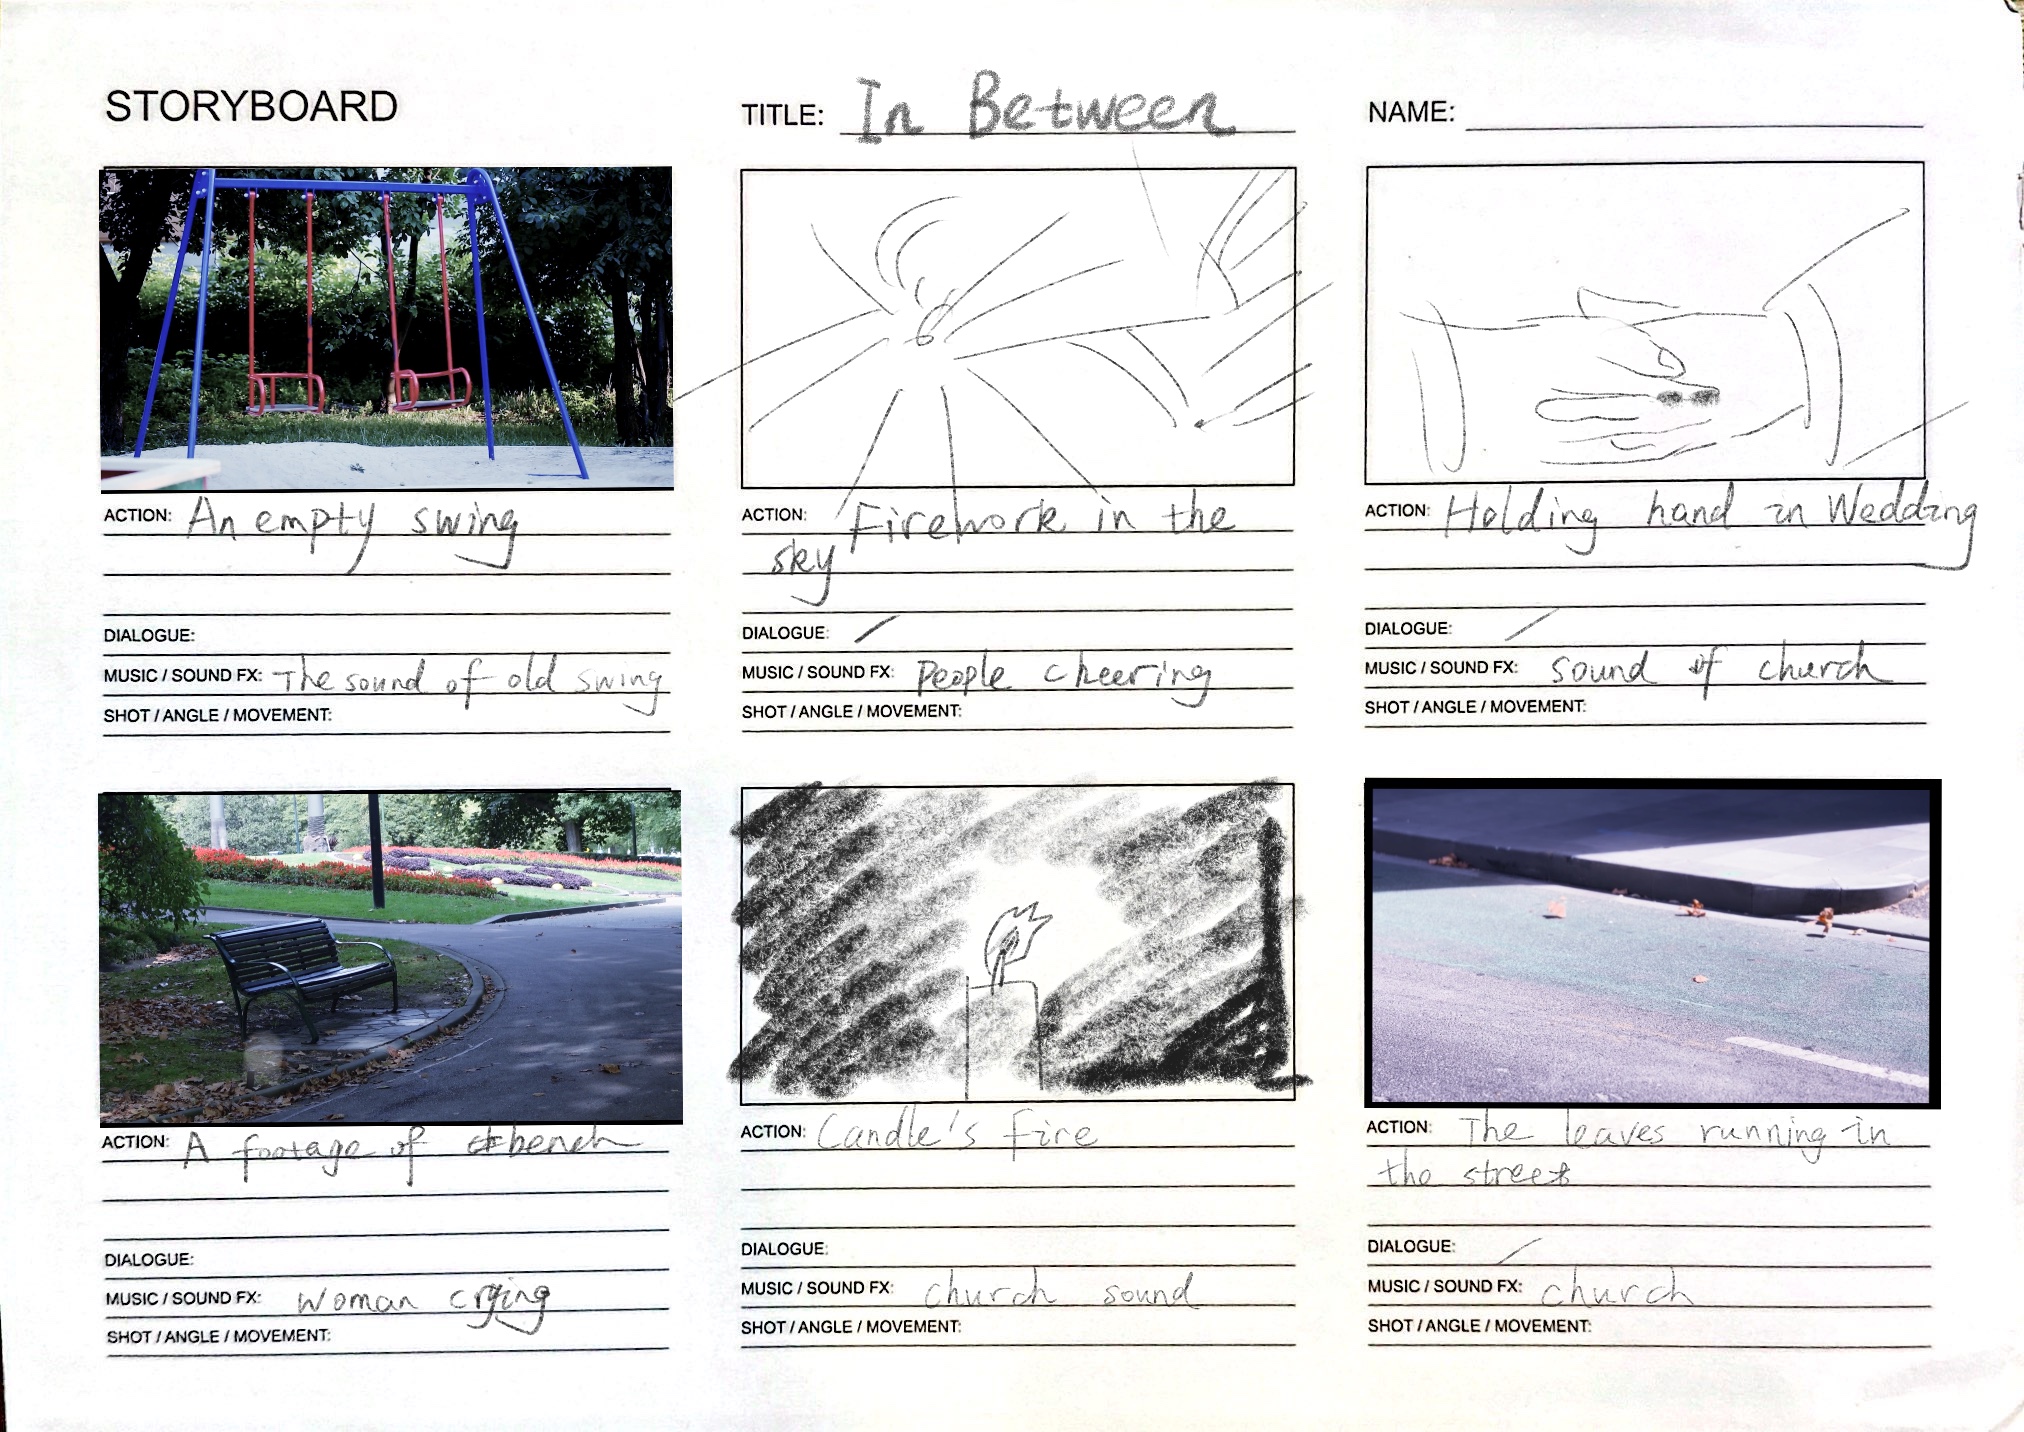 STORYBOARD
TITLE: In Between
NAME:
ACTION: An empty swing
DIALOGUE:
MUSIC / SOUND FX: The sound of old swing
SHOT / ANGLE / MOVEMENT:
ACTION: Firework in the
sky
DIALOGUE: /
MUSIC / SOUND FX: People cheering
SHOT / ANGLE / MOVEMENT:
ACTION: Holding hand in Wedding
DIALOGUE: /
MUSIC / SOUND FX: sound of church
SHOT / ANGLE / MOVEMENT:
ACTION: A footage of bench
DIALOGUE:
MUSIC / SOUND FX: woman crying
SHOT / ANGLE / MOVEMENT:
ACTION: Candle's fire
DIALOGUE:
MUSIC / SOUND FX: church sound
SHOT / ANGLE / MOVEMENT:
ACTION: The leaves running in
the street
DIALOGUE: /
MUSIC / SOUND FX: church
SHOT / ANGLE / MOVEMENT: